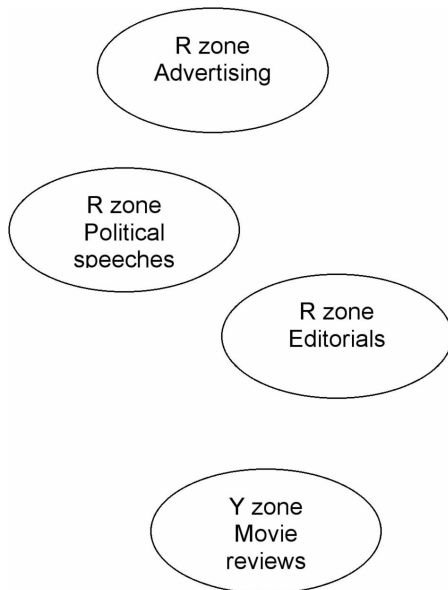 R zone
Advertising
R zone
Political
speeches
R zone
Editorials
Y zone
Movie
reviews